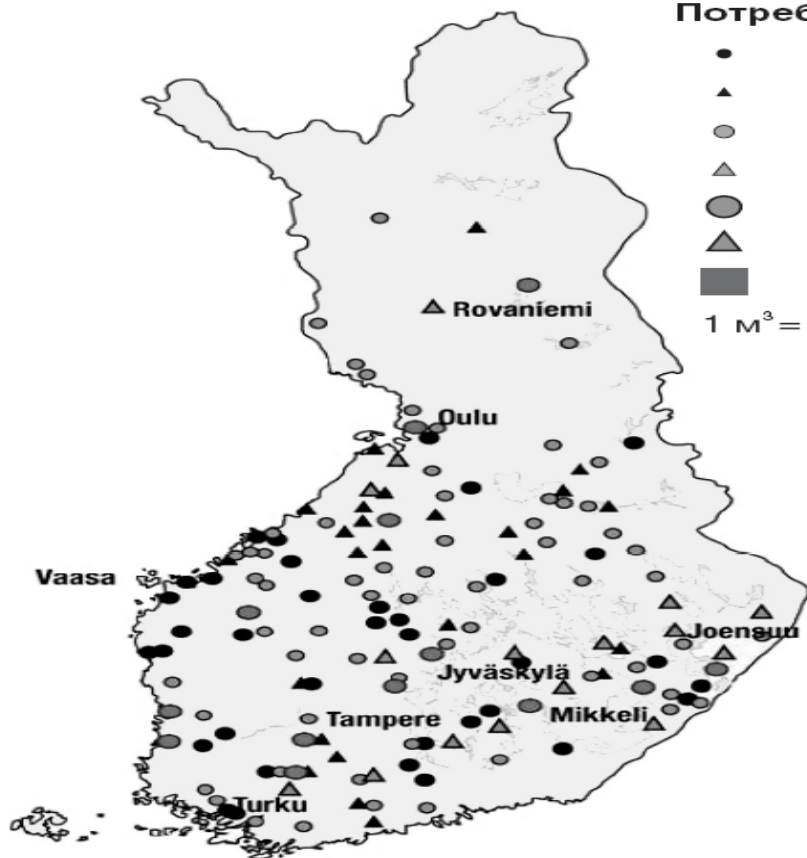 Потреб
1 м³ =
Rovaniemi
Oulu
Vaasa
Joensuu
Jyväskylä
Tampere
Mikkeli
Turku